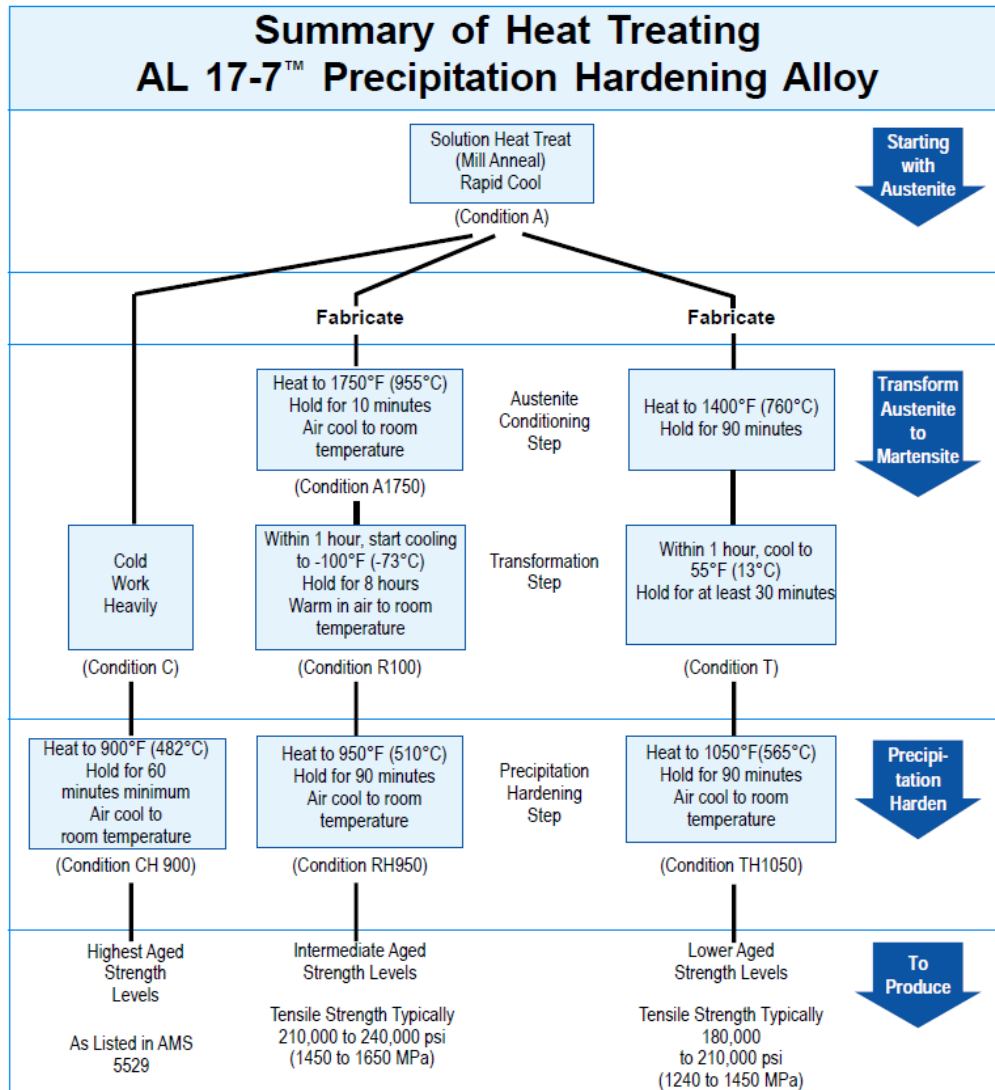 Summary of Heat Treating
AL 17-7™ Precipitation Hardening Alloy
Solution Heat Treat
(Mill Anneal)
Rapid Cool
(Condition A)
Starting
with
Austenite
Fabricate
Fabricate
Heat to 1750°F (955°C)
Hold for 10 minutes
Air cool to room
temperature
(Condition A1750)
Austenite
Conditioning
Step
Heat to 1400°F (760°C)
Hold for 90 minutes
Transform
Austenite
to
Martensite
Cold
Work
Heavily
(Condition C)
Within 1 hour, start cooling
to -100°F (-73°C)
Hold for 8 hours
Warm in air to room
temperature
(Condition R100)
Transformation
Step
Within 1 hour, cool to
55°F (13°C)
Hold for at least 30 minutes
(Condition T)
Heat to 900°F (482°C)
Hold for 60
minutes minimum
Air cool to
room temperature
(Condition CH 900)
Heat to 950°F (510°C)
Hold for 90 minutes
Air cool to room
temperature
(Condition RH950)
Precipitation
Hardening
Step
Heat to 1050°F(565°C)
Hold for 90 minutes
Air cool to room
temperature
(Condition TH1050)
Precipi-
tation
Harden
Highest Aged
Strength
Levels
As Listed in AMS
5529
Intermediate Aged
Strength Levels
Tensile Strength Typically
210,000 to 240,000 psi
(1450 to 1650 MPa)
Lower Aged
Strength Levels
Tensile Strength Typically
180,000
to 210,000 psi
(1240 to 1450 MPa)
To
Produce